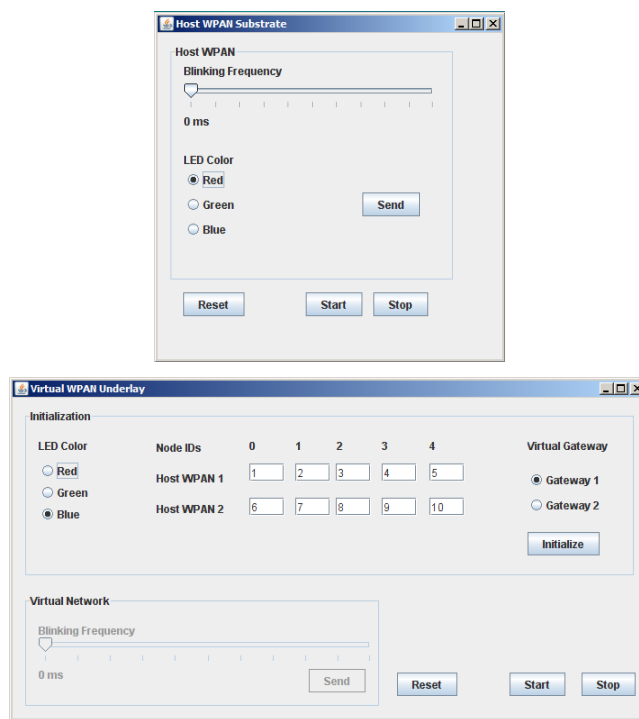 Host WPAN Substrate
Host WPAN
Blinking Frequency
0 ms
LED Color
Red
Green
Send
Blue
Reset Start Stop
Virtual WPAN Underlay
Initialization
LED Color Node IDs 0 1 2 3 4 Virtual Gateway
Red Host WPAN 1 1 2 3 4 5 Gateway 1
Green
Blue Host WPAN 2 6 7 8 9 10 Gateway 2
Initialize
Virtual Network
Blinking Frequency
0 ms Send Reset Start Stop